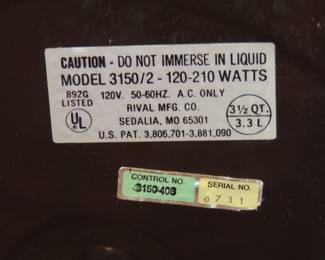 CAUTION - DO NOT IMMERSE IN LIQUID
MODEL 3150/2 - 120-210 WATTS
892G 120V. 50-60HZ. A.C. ONLY
LISTED RIVAL MFG. CO.
UL SEDALIA, MO 65301
3½ QT.
3.3 L
U.S. PAT. 3,806,701-3,881,090
CONTROL NO.
3150-408
SERIAL NO.
0731